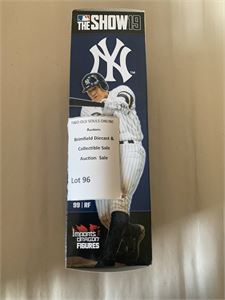 THE SHOW 19
NY
TWO OLD SOULS ONLINE
Auctions
Brimfield Diecast &
Collectible Sale
Auction Sale
Lot 96
99 | RF
IMPORTS
DRAGON
FIGURES